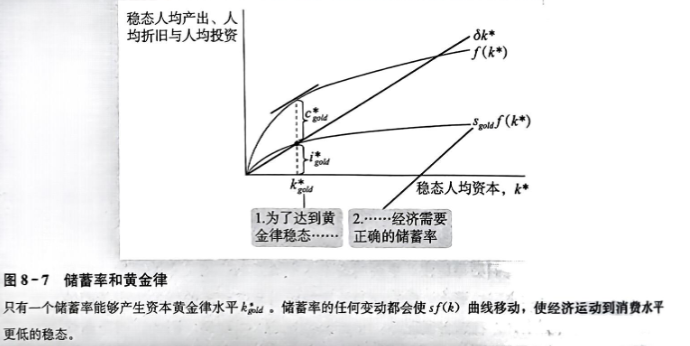 稳态人均产出、人
均折旧与人均投资
δk*
f(k*)
c*gold
sgold f(k*)
i*gold
k*gold
稳态人均资本，k*
1.为了达到黄
金律稳态……
2.……经济需要
正确的储蓄率
图 8-7 储蓄率和黄金律
只有一个储蓄率能够产生资本黄金律水平 k*gold 。储蓄率的任何变动都会使 sf(k) 曲线移动，使经济运动到消费水平
更低的稳态。